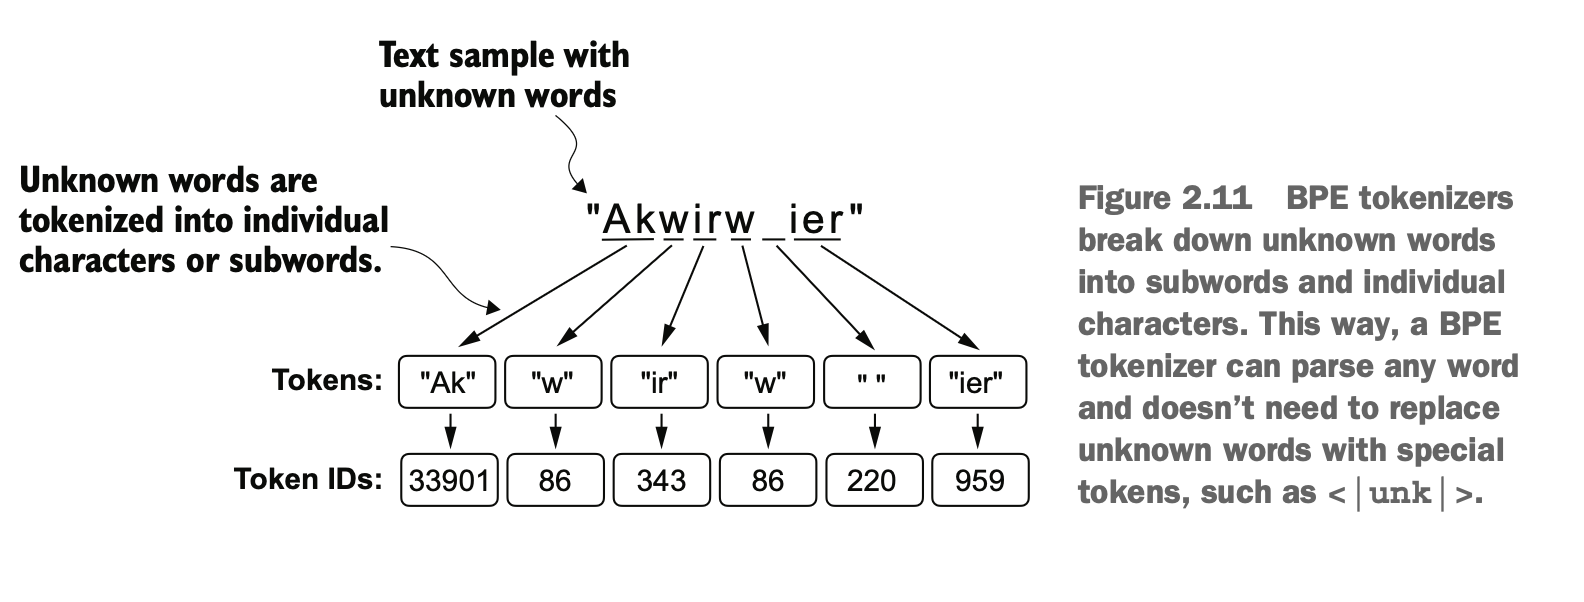 Text sample with
unknown words
Unknown words are
tokenized into individual
characters or subwords.
"Akwirw ier"
Tokens: "Ak" "w" "ir" "w" " " "ier"
Token IDs: 33901 86 343 86 220 959
Figure 2.11 BPE tokenizers
break down unknown words
into subwords and individual
characters. This way, a BPE
tokenizer can parse any word
and doesn’t need to replace
unknown words with special
tokens, such as <|unk|>.